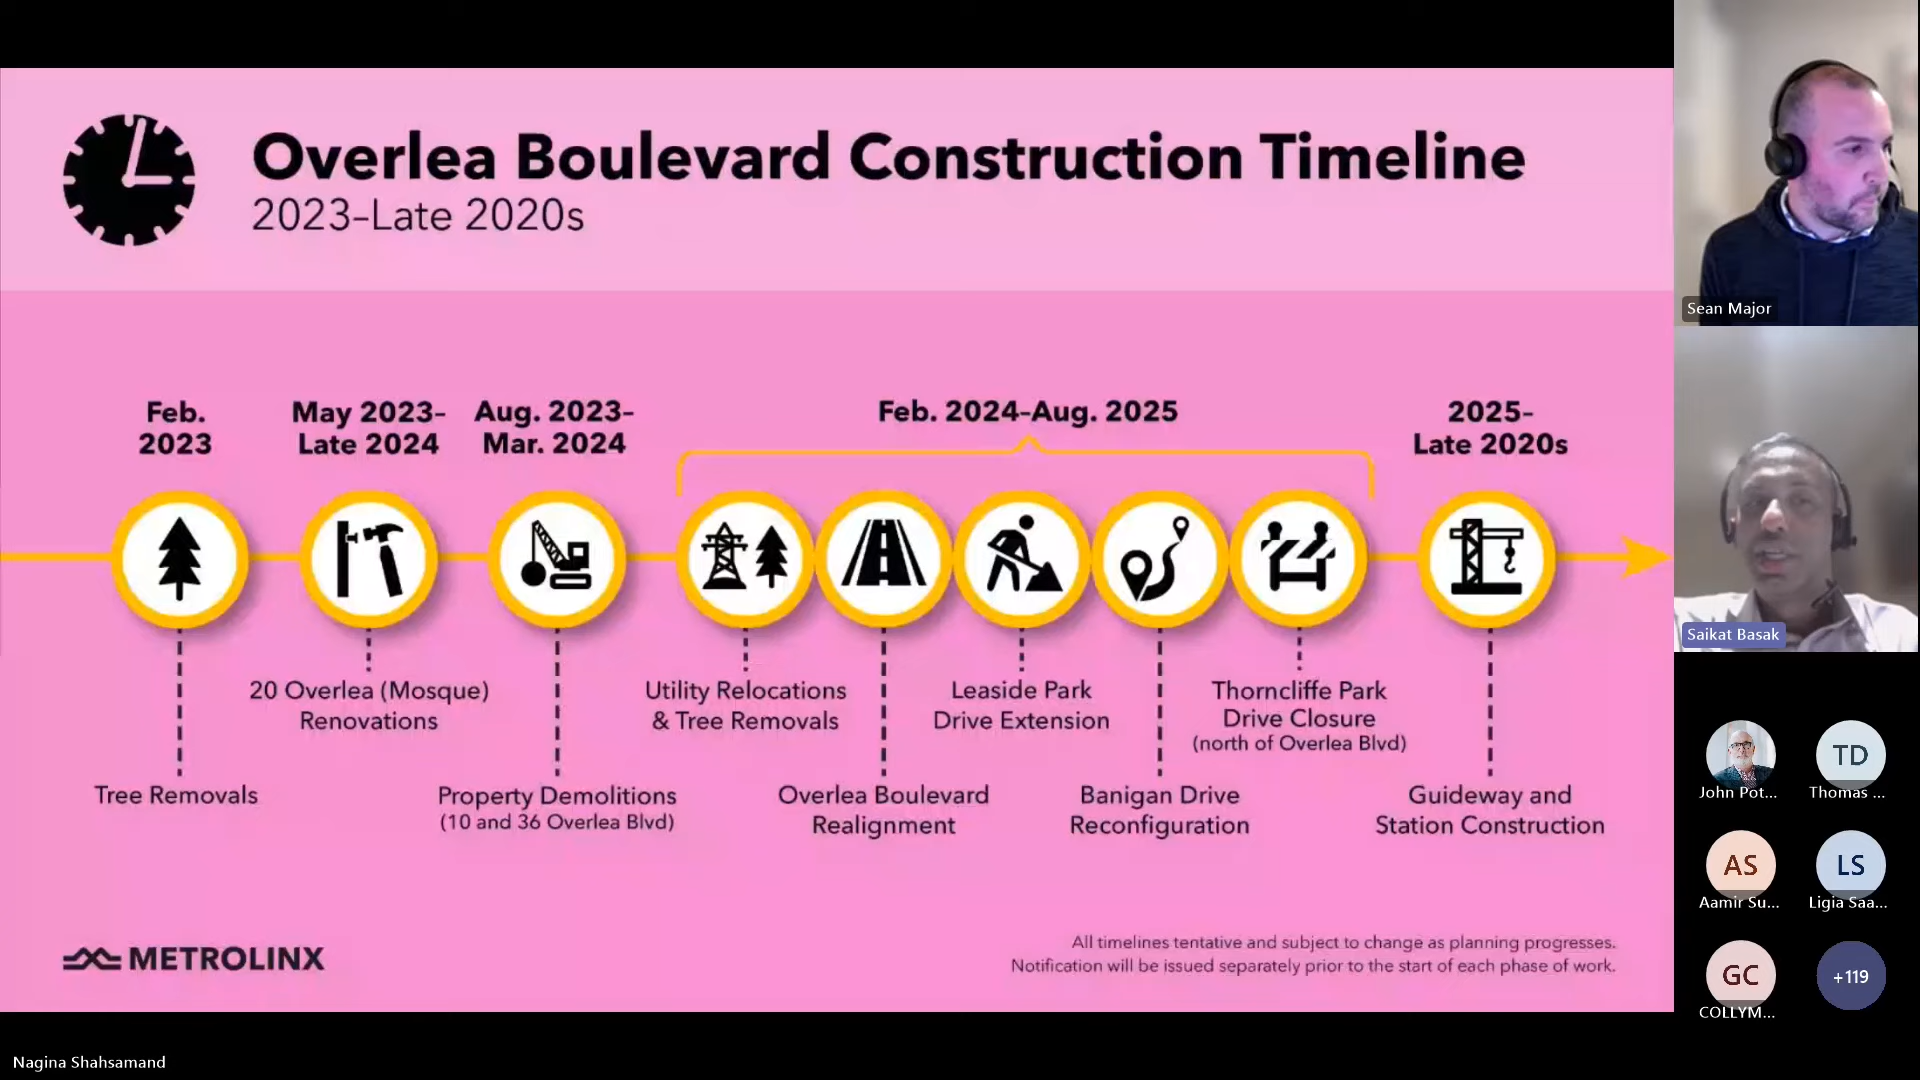 Overlea Boulevard Construction Timeline
2023–Late 2020s
Feb.
2023
May 2023–
Late 2024
Aug. 2023–
Mar. 2024
Feb. 2024–Aug. 2025
2025–
Late 2020s
20 Overlea (Mosque)
Renovations
Utility Relocations
& Tree Removals
Leaside Park
Drive Extension
Thorncliffe Park
Drive Closure
(north of Overlea Blvd)
Tree Removals
Property Demolitions
(10 and 36 Overlea Blvd)
Overlea Boulevard
Realignment
Banigan Drive
Reconfiguration
Guideway and
Station Construction
METROLINX
All timelines tentative and subject to change as planning progresses.
Notification will be issued separately prior to the start of each phase of work.
Sean Major
Saikat Basak
John Pot...
TD
Thomas ...
AS
Aamir Su...
LS
Ligia Saa...
GC
COLLYM...
+119
Nagina Shahsamand